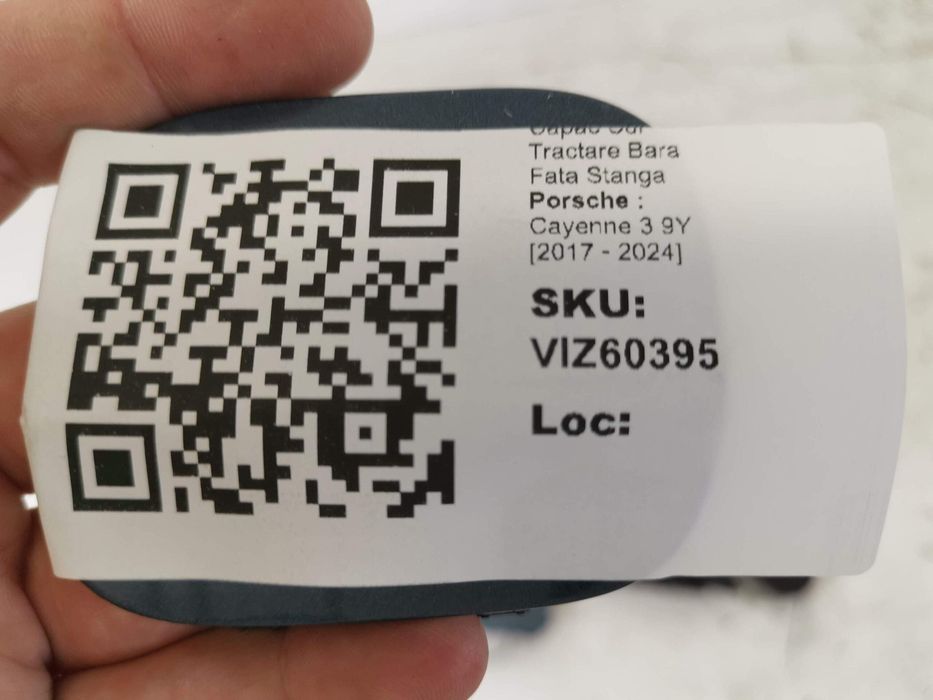 Tractare Bara
Fata Stanga
Porsche :
Cayenne 3 9Y
[2017 - 2024]
SKU:
VIZ60395
Loc: